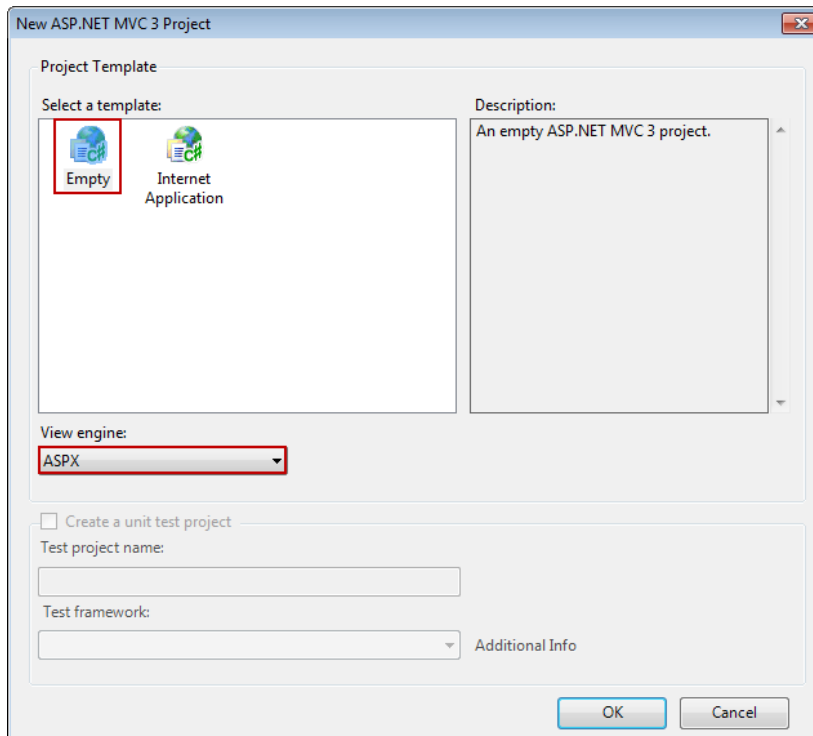 New ASP.NET MVC 3 Project
Project Template
Select a template:
Description:
Empty
Internet
Application
An empty ASP.NET MVC 3 project.
View engine:
ASPX
Create a unit test project
Test project name:
Test framework:
Additional Info
OK
Cancel